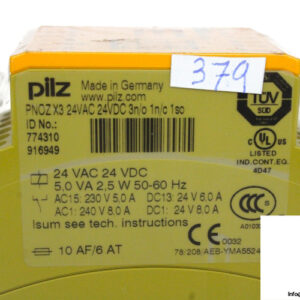 pilz
Made in Germany
www.pilz.com
PNOZ X3 24VAC 24VDC 3n/o 1n/c 1so
ID No.:
774310
916949
379
TÜV
24 VAC 24 VDC
5.0 VA 2,5 W 50-60 Hz
AC15: 230 V 5.0 A DC13: 24 V 6.0 A
AC1: 240 V 8.0 A DC1: 24 V 8.0 A
Isum see tech. instructions
10 AF/6 AT
C UL US
LISTED
IND.CONT.EQ.
4D47
CE 0032